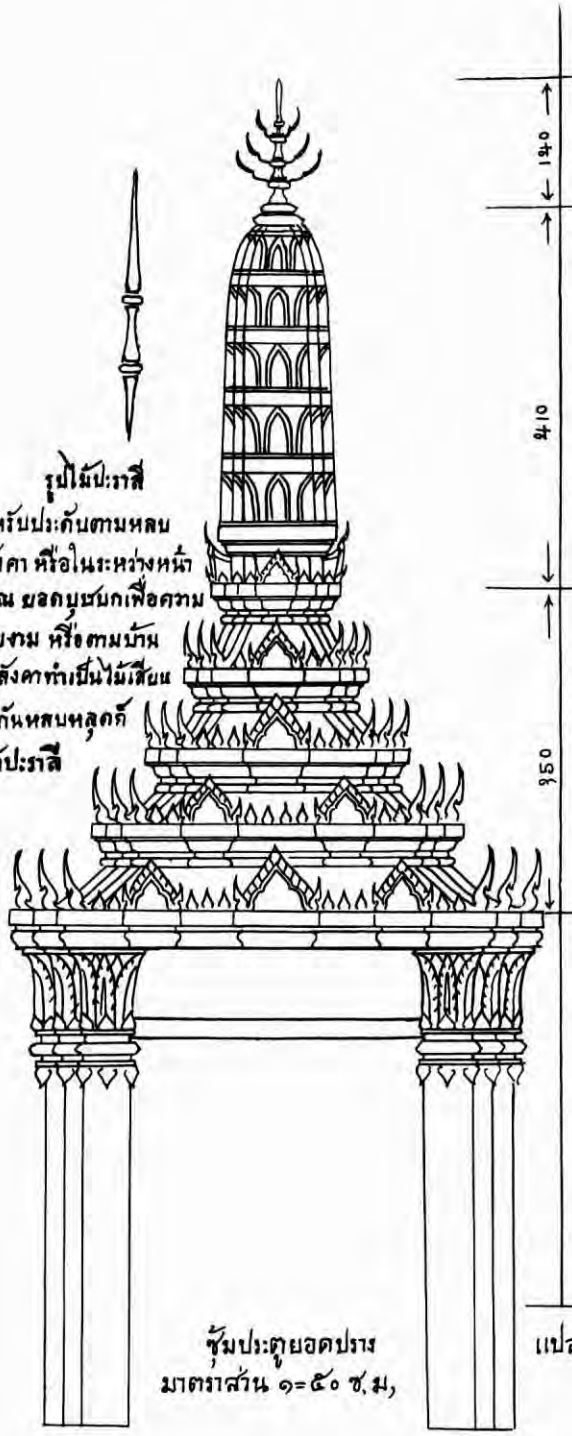 รูปไม้ปะราลี
หรับประดับตามหลบ
คา หรือในระหว่างหน้า
ณ ยอดบุษบกเพื่อความ
ยงาม หรือตามบ้าน
ลังคาทำเป็นไม้เสียบ
กันหลบหลุดก็
ปะราลี
ซุ้มประตูยอดปราง
มาตราส่วน ๑=๕๐ ซ.ม,
แปล